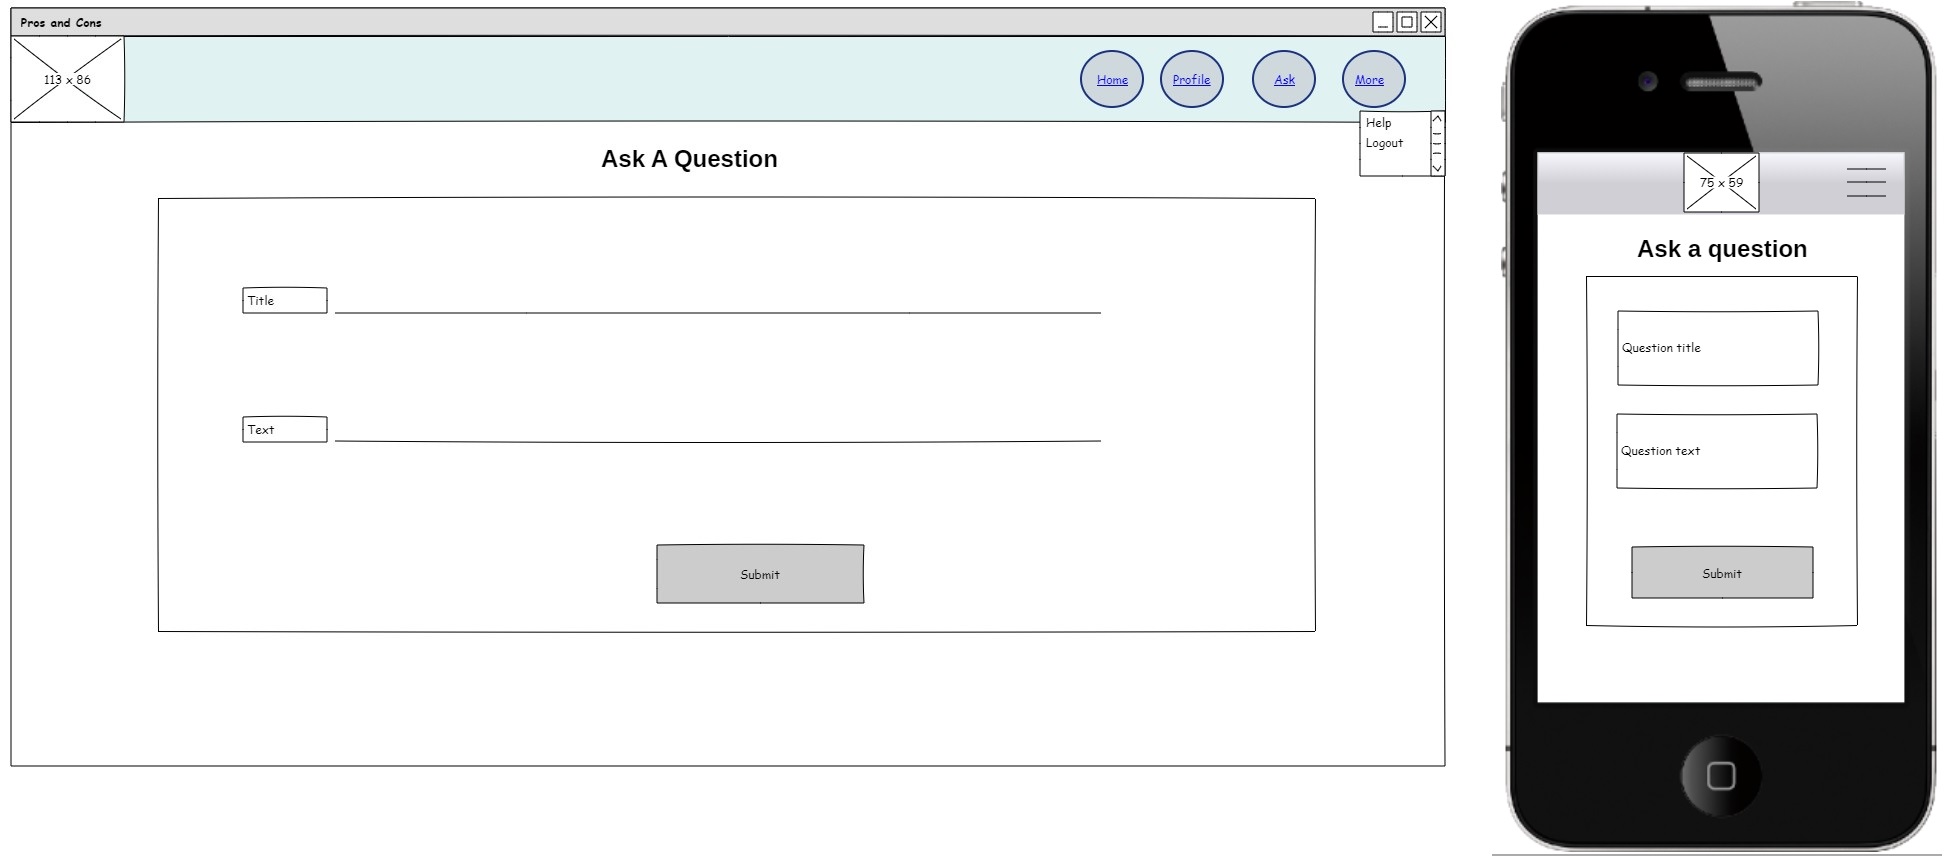 Pros and Cons
113 x 86
Home Profile Ask More
Help
Logout
Ask A Question
Title
Text
Submit
75 x 59
Ask a question
Question title
Question text
Submit